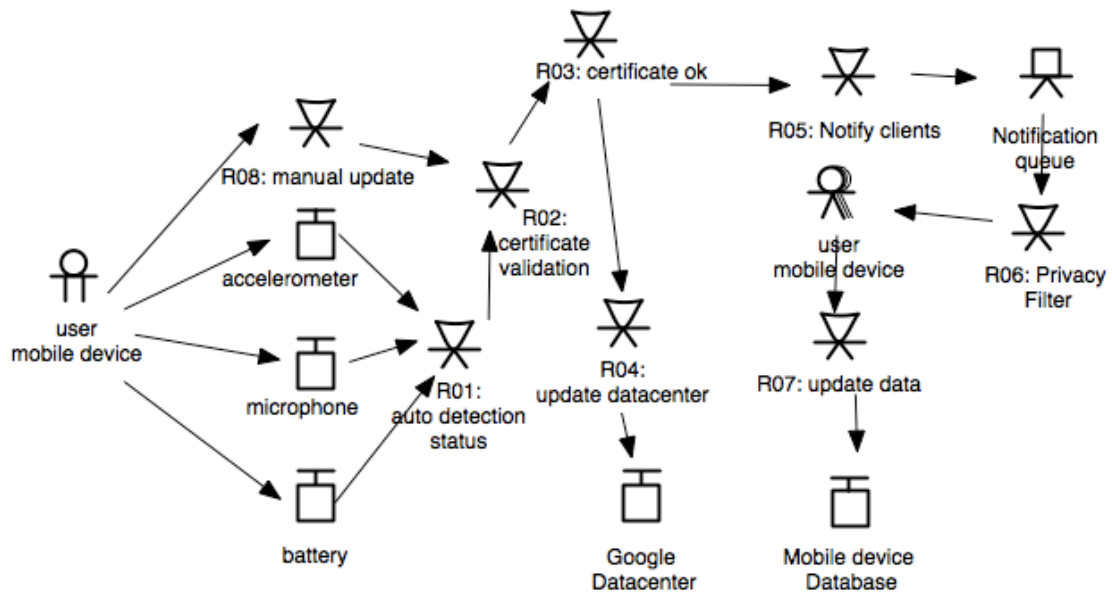 R03: certificate ok
R05: Notify clients
Notification
queue
R08: manual update
R02:
certificate
validation
accelerometer
user
mobile device
R06: Privacy
Filter
user
mobile device
microphone
R01:
auto detection
status
R04:
update datacenter
R07: update data
battery
Google
Datacenter
Mobile device
Database